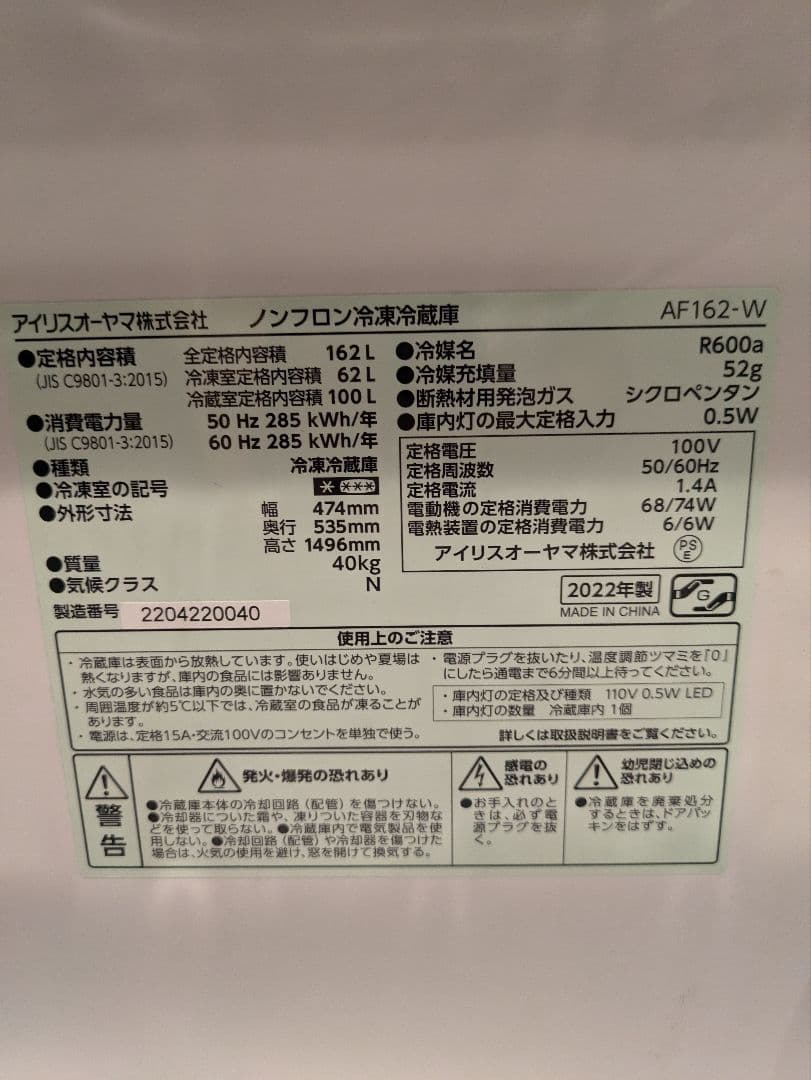 アイリスオーヤマ株式会社 ノンフロン冷凍冷蔵庫 AF162-W
●定格内容積 全定格内容積 162 L
(JIS C9801-3:2015) 冷凍室定格内容積 62 L
冷蔵室定格内容積 100 L
●消費電力量 50 Hz 285 kWh/年
(JIS C9801-3:2015) 60 Hz 285 kWh/年
●種類 冷凍冷蔵庫
●冷凍室の記号
●外形寸法 幅 474mm
奥行 535mm
高さ 1496mm
●質量 40kg
●気候クラス N
製造番号 2204220040
●冷媒名 R600a
●冷媒充填量 52g
●断熱材用発泡ガス シクロペンタン
●庫内灯の最大定格入力 0.5W
定格電圧 100V
定格周波数 50/60Hz
定格電流 1.4A
電動機の定格消費電力 68/74W
電熱装置の定格消費電力 6/6W
アイリスオーヤマ株式会社 PS E
2022年製
MADE IN CHINA
G
使用上のご注意
・冷蔵庫は表面から放熱しています。使いはじめや夏場は
熱くなりますが、庫内の食品には影響ありません。
・水気の多い食品は庫内の奥に置かないでください。
・周囲温度が約5℃以下では、冷蔵室の食品が凍ることが
あります。
・電源は、定格15A・交流100Vのコンセントを単独で使う。
・電源プラグを抜いたり、温度調節ツマミを「0」
にしたら通電まで6分間以上待ってください。
・庫内灯の定格及び種類 110V 0.5W LED
・庫内灯の数量 冷蔵庫内 1個
詳しくは取扱説明書をご覧ください。
警告
発火・爆発の恐れあり
●冷蔵庫本体の冷却回路（配管）を傷つけない。
●冷却器についた霜や、凍りついた容器を刃物な
どを使って取らない。●冷蔵庫内で電気製品を使
用しない。●冷却回路（配管）や冷却器を傷つけた
場合は、火気の使用を避け、窓を開けて換気する。
感電の
恐れあり
●お手入れのと
きは、必ず電
源プラグを抜
く。
幼児閉じ込めの
恐れあり
●冷蔵庫を廃棄処分
するときは、ドアパッ
キンをはずす。